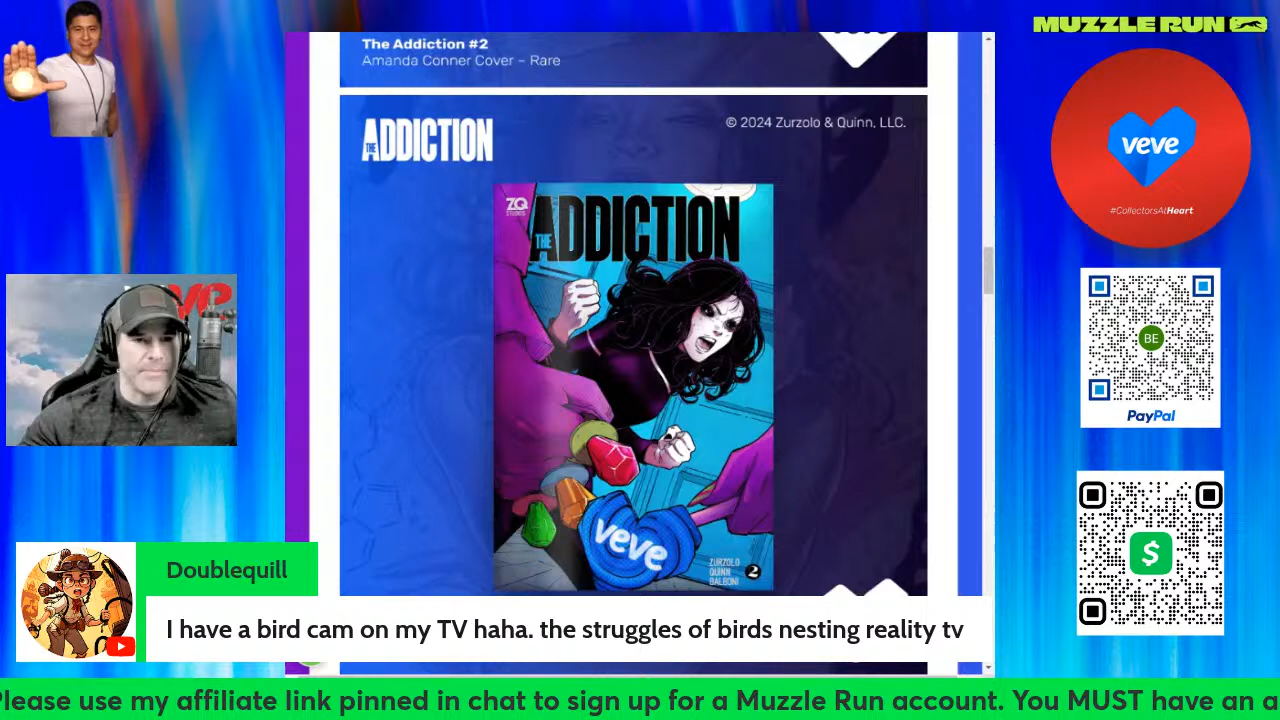 MUZZLE RUN
The Addiction #2
Amanda Conner Cover – Rare
THE ADDICTION
© 2024 Zurzolo & Quinn, LLC.
ZQ
STUDIOS
THE ADDICTION
veve
ZURZOLO
QUINN
BALBONI
2
veve
#CollectorsAtHeart
BE
PayPal
$
Doublequill
I have a bird cam on my TV haha. the struggles of birds nesting reality tv
Please use my affiliate link pinned in chat to sign up for a Muzzle Run account. You MUST have an a